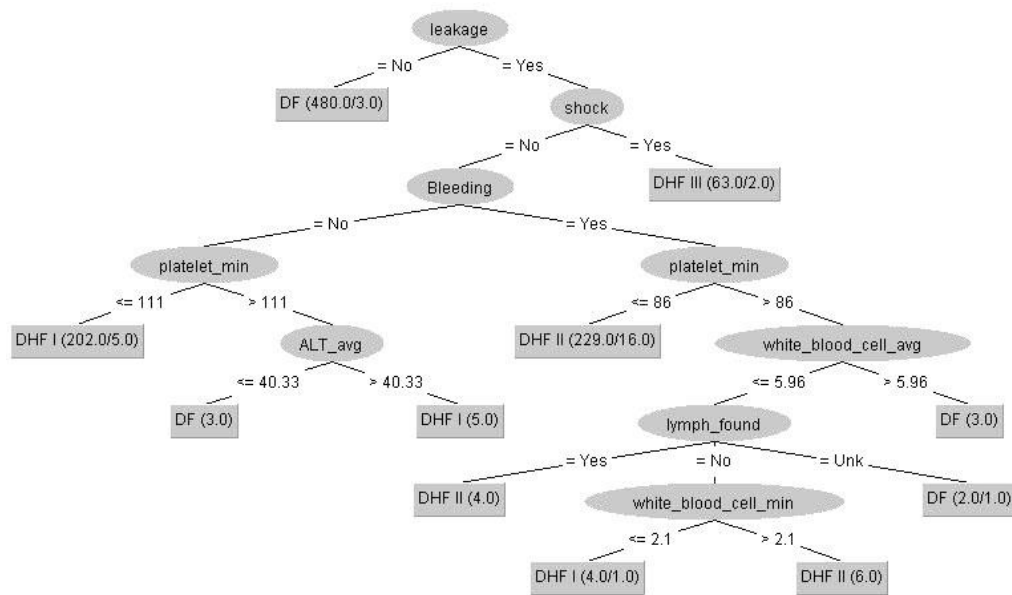 leakage
= No = Yes
DF (480.0/3.0) shock
= No = Yes
Bleeding DHF III (63.0/2.0)
= No = Yes
platelet_min platelet_min
<= 111 > 111 <= 86 > 86
DHF I (202.0/5.0) ALT_avg DHF II (229.0/16.0) white_blood_cell_avg
<= 40.33 > 40.33 <= 5.96 > 5.96
DF (3.0) DHF I (5.0) lymph_found DF (3.0)
= Yes = No = Unk
DHF II (4.0) white_blood_cell_min DF (2.0/1.0)
<= 2.1 > 2.1
DHF I (4.0/1.0) DHF II (6.0)